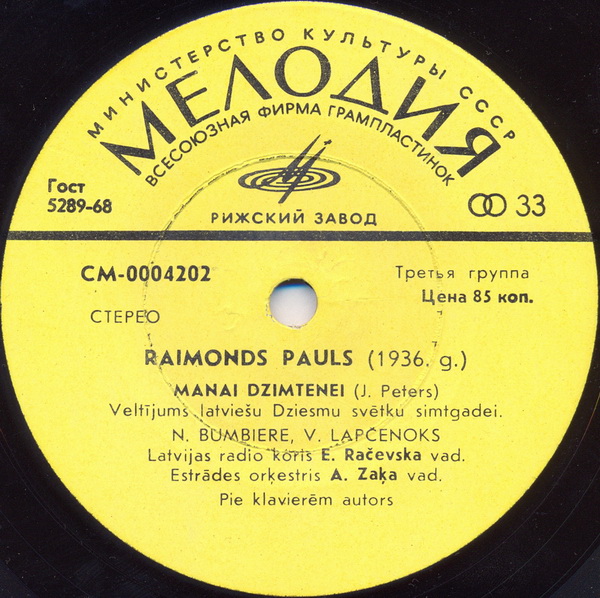 МИНИСТЕРСТВО КУЛЬТУРЫ СССР
МЕЛОДИЯ
ВСЕСОЮЗНАЯ ФИРМА ГРАМПЛАСТИНОК
Гост
5289-68
33
РИЖСКИЙ ЗАВОД
СМ-0004202
Третья группа
Цена 85 коп.
СТЕРЕО
RAIMONDS PAULS (1936. g.)
MANAI DZIMTENEI (J. Peters)
Veltījums latviešu Dziesmu svētku simtgadei.
N. BUMBIERE, V. LAPČENOKS
Latvijas radio koris E. Račevska vad.
Estrādes orķestris A. Zaķa vad.
Pie klavierēm autors